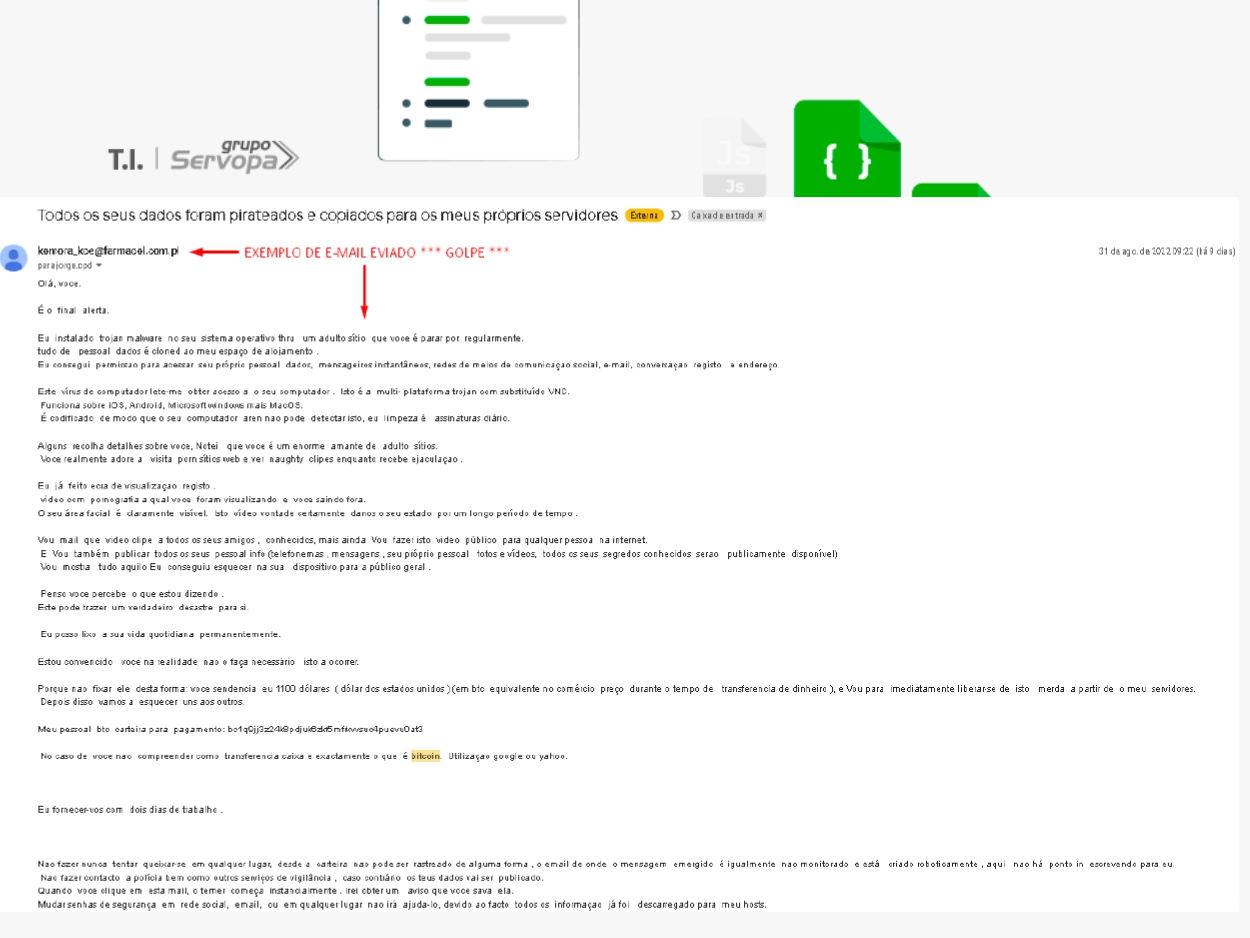 Js
Js
{ }
T.I. | grupo Servopa
Todos os seus dados foram pirateados e copiados para os meus próprios servidores Externa Caixa de entrada ×
komora_kce@farmacol.com.pl EXEMPLO DE E-MAIL EVIADO *** GOLPE *** 31 de ago. de 2022 09:22 (há 9 dias)
para jorge.cpd
Olá, voce.
É o final alerta.
Eu instalado trojan malware no seu sistema operativo thru um adulto sítio que voce é parar por regularmente.
tudo de pessoal dados é cloned ao meu espaço de alojamento .
Eu consegui permissao para acessar seu próprio pessoal dados, mensageiros instantâneos, redes de meios de comunicaçao social, e-mail, conversaçao registo e endereço.
Este vírus de computador lete-me obter acesso a o seu computador . Isto é a multi- plataforma trojan com substituído VNC.
Funciona sobre iOS, Android, Microsoft windows mais MacOS.
É codificado de modo que o seu computador aren nao pode detectar isto, eu limpeza é assinaturas diário.
Alguns recolha detalhes sobre voce, Notei que voce é um enorme amante de adulto sítios.
Voce realmente adore a visita porn sítios web e ver naughty clipes enquanto recebe ejaculaçao .
Eu já feito ecra de visualizaçao registo .
video com pornografia a qual voce foram visualizando e voce saindo fora.
O seu área facial é claramente visível. Isto vídeo vontade certamente danos o seu estado por um longo período de tempo .
Vou mail que video clipe a todos os seus amigos , conhecidos, mais ainda Vou fazer isto video público para qualquer pessoa na internet.
E Vou também publicar todos os seus pessoal info (telefonemas , mensagens , seu próprio pessoal fotos e vídeos, todos os seus segredos conhecidos serao publicamente disponível)
Vou mostra tudo aquilo Eu conseguiu esquecer na sua dispositivo para a público geral .
Penso voce percebe o que estou dizendo .
Este pode trazer um verdadeiro desastre para si.
Eu posso lixo a sua vida quotidiana permanentemente.
Estou convencido voce na realidade nao o faça necessário isto a ocorrer.
Porque nao fixar ele desta forma: voce sendencia eu 1100 dólares ( dólar dos estados unidos ) (em btc equivalente no comércio preço durante o tempo de transferencia de dinheiro ), e Vou para imediatamente liberar-se de isto merda a partir de o meu servidores.
Depois disso vamos a esquecer uns aos outros.
Meu pessoal btc carteira para pagamento:
No caso de voce nao compreender como transferencia caixa e exactamente o que é bitcoin. Utilizaçao google ou yahoo.
Eu fornecer-vos com dois dias de trabalho .
Nao fazer nunca tentar queixar-se em qualquer lugar, desde a carteira nao pode ser rastreado de alguma forma , o email de onde o mensagem emergido é igualmente nao monitorado e está criado roboticamente , aqui nao há ponto in escrevendo para eu.
Nao fazer contacto a polícia bem como outros serviços de vigilância , caso contrário os teus dados vai ser publicado.
Quando voce clique em esta mail, o temer começa instancialmente . Irei obter um aviso que voce sava ela.
Mudar senhas de segurança em rede social, email, ou em qualquer lugar nao irá ajuda-lo, devido ao facto todos os informaçao já foi descarregado para meu hosts.